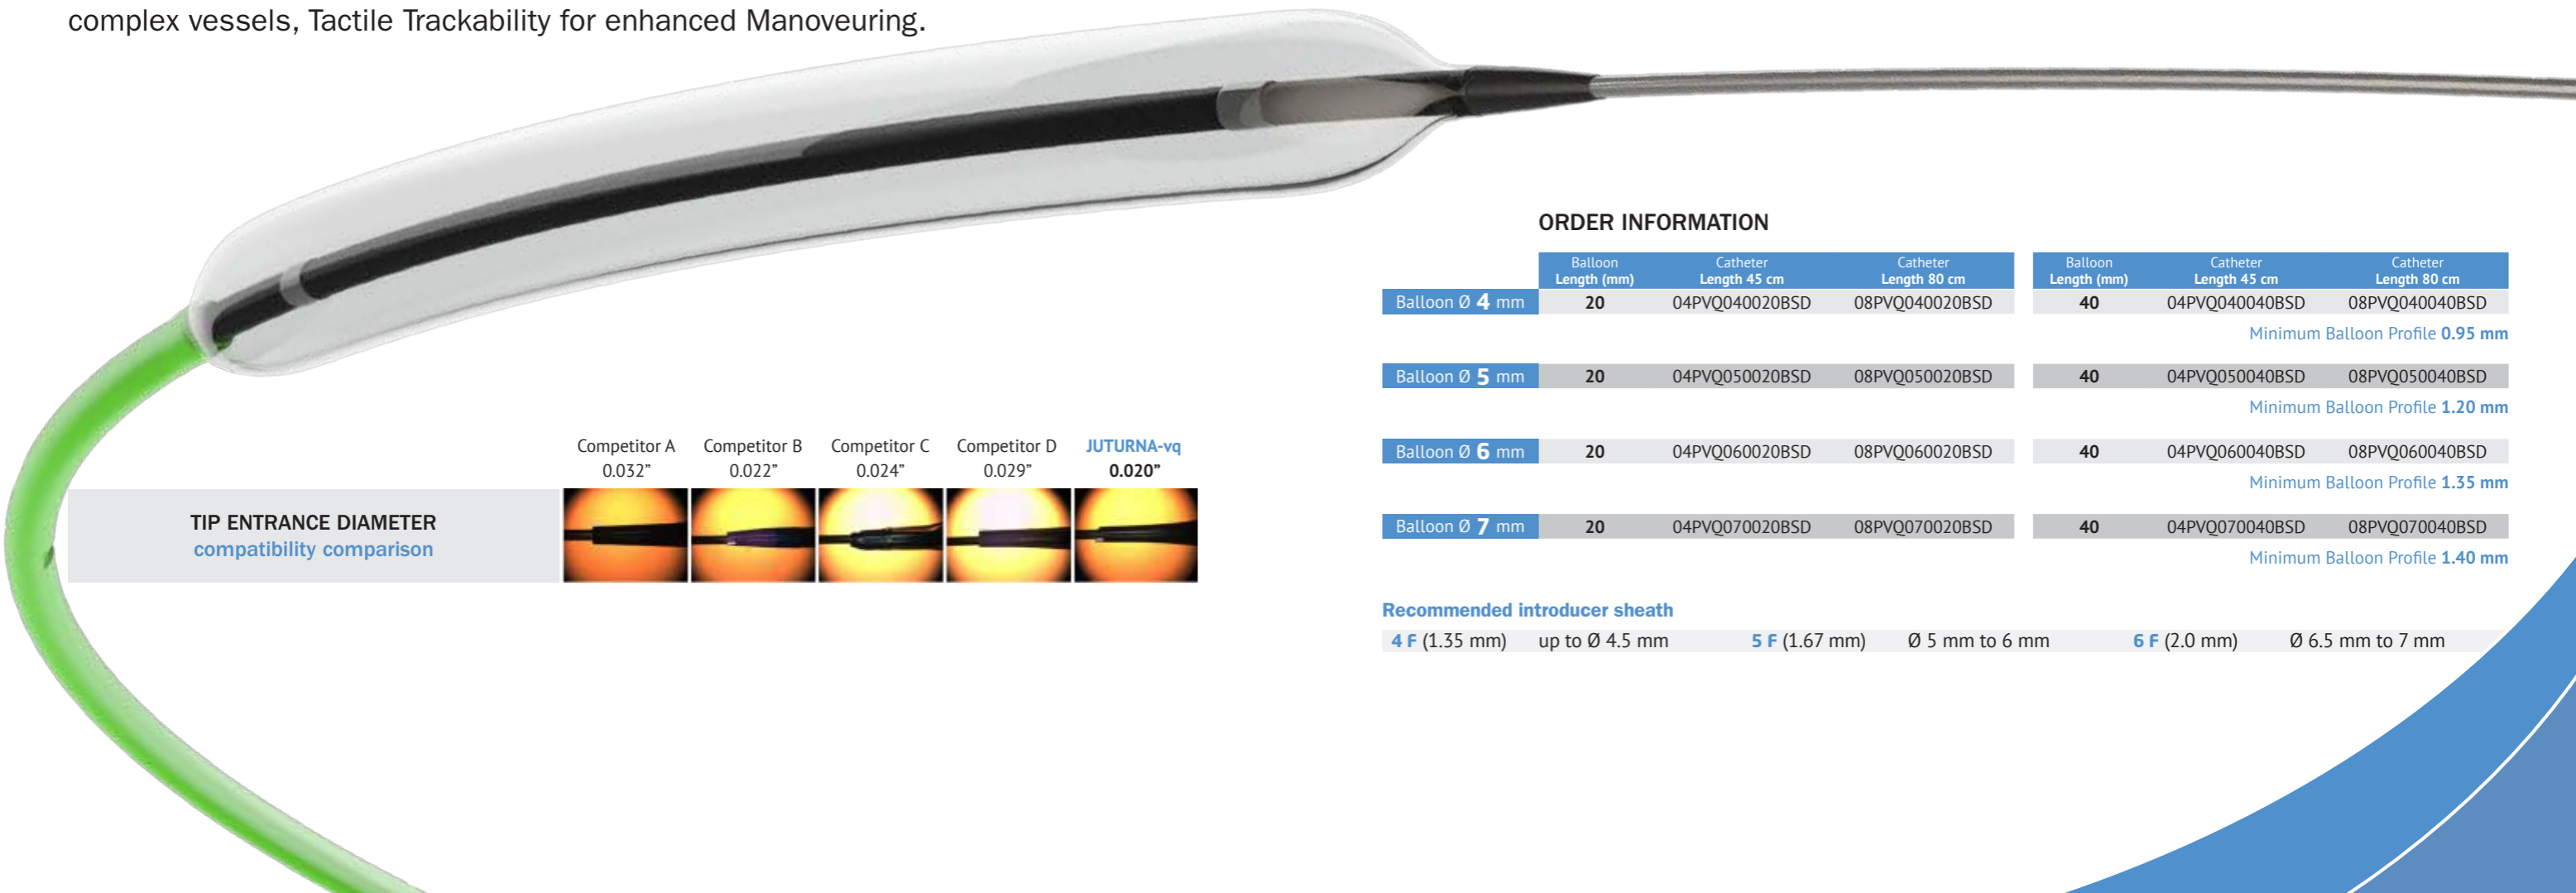 complex vessels, Tactile Trackability for enhanced Manoveuring.
ORDER INFORMATION
Balloon Catheter Catheter Balloon Catheter Catheter
Length (mm) Length 45 cm Length 80 cm Length (mm) Length 45 cm Length 80 cm
Balloon Ø 4 mm 20 04PVQ040020BSD 08PVQ040020BSD 40 04PVQ040040BSD 08PVQ040040BSD
Minimum Balloon Profile 0.95 mm
Balloon Ø 5 mm 20 04PVQ050020BSD 08PVQ050020BSD 40 04PVQ050040BSD 08PVQ050040BSD
Minimum Balloon Profile 1.20 mm
Balloon Ø 6 mm 20 04PVQ060020BSD 08PVQ060020BSD 40 04PVQ060040BSD 08PVQ060040BSD
Minimum Balloon Profile 1.35 mm
Balloon Ø 7 mm 20 04PVQ070020BSD 08PVQ070020BSD 40 04PVQ070040BSD 08PVQ070040BSD
Minimum Balloon Profile 1.40 mm
Recommended introducer sheath
4 F (1.35 mm) up to Ø 4.5 mm 5 F (1.67 mm) Ø 5 mm to 6 mm 6 F (2.0 mm) Ø 6.5 mm to 7 mm
Competitor A Competitor B Competitor C Competitor D JUTURNA-vq
0.032” 0.022” 0.024” 0.029” 0.020”
TIP ENTRANCE DIAMETER
compatibility comparison